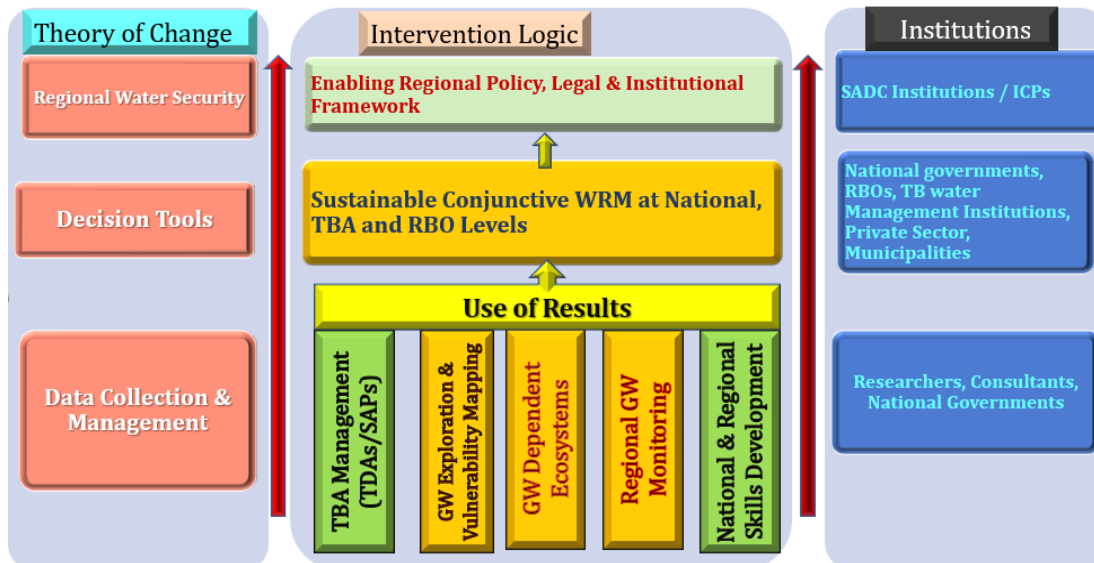 Theory of Change
Regional Water Security
Decision Tools
Data Collection &
Management
Intervention Logic
Enabling Regional Policy, Legal & Institutional
Framework
Sustainable Conjunctive WRM at National,
TBA and RBO Levels
Use of Results
TBA Management
(TDAs/SAPs)
GW Exploration &
Vulnerability Mapping
GW Dependent
Ecosystems
Regional GW
Monitoring
National & Regional
Skills Development
Institutions
SADC Institutions / ICPs
National governments,
RBOs, TB water
Management Institutions,
Private Sector,
Municipalities
Researchers, Consultants,
National Governments